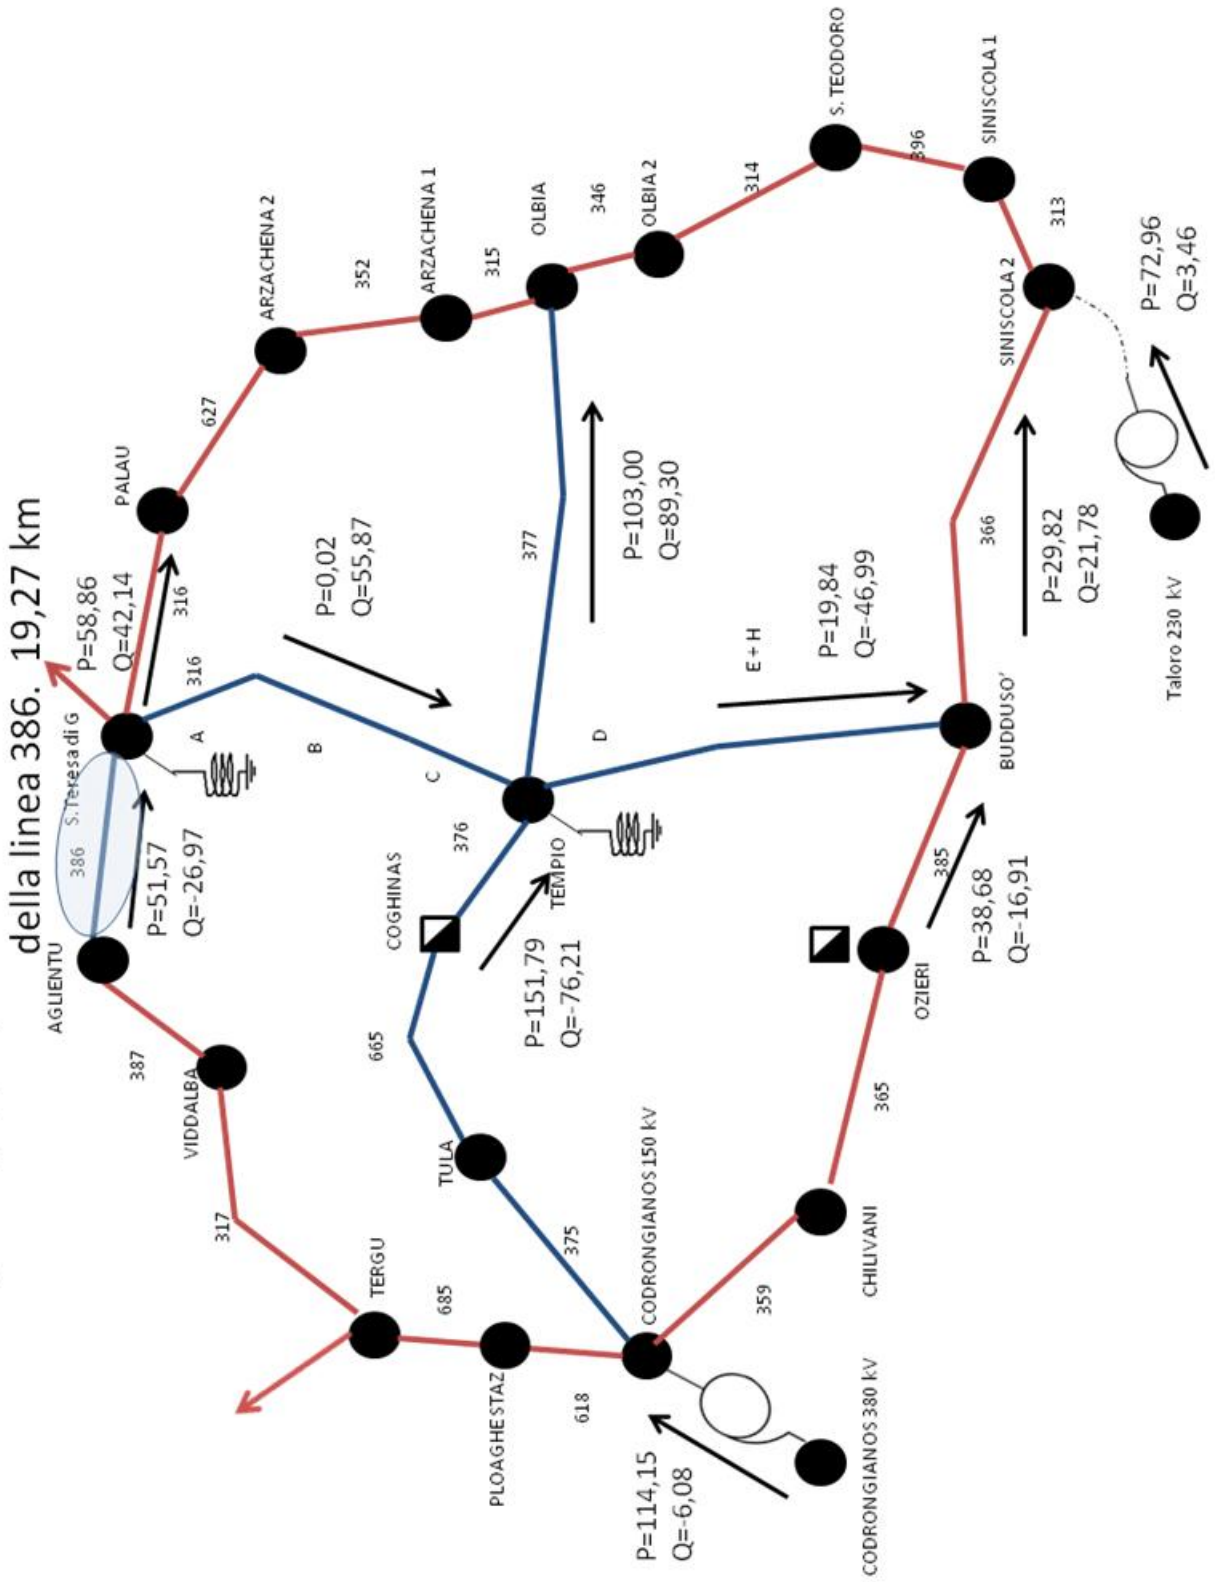 della linea 386. 19,27 km
AGLIENTU
386
S.Teresa di G
P=51,57
Q=-26,97
P=58,86
Q=42,14
316
PALAU
627
ARZACHENA 2
352
ARZACHENA 1
315
OLBIA
346
OLBIA 2
314
S. TEODORO
396
SINISCOLA 1
313
SINISCOLA 2
387
VIDDALBA
317
TERGU
685
PLOAGHE STAZ
618
A
316
B
C
P=0,02
Q=55,87
COGHINAS
376
TEMPIO
665
P=151,79
Q=-76,21
TULA
375
377
P=103,00
Q=89,30
D
E + H
P=19,84
Q=-46,99
CODRONGIANOS 150 kV
359
CHILIVANI
365
OZIERI
385
P=38,68
Q=-16,91
BUDDUSO’
366
P=29,82
Q=21,78
P=72,96
Q=3,46
Taloro 230 kV
P=114,15
Q=-6,08
CODRONGIANOS 380 kV